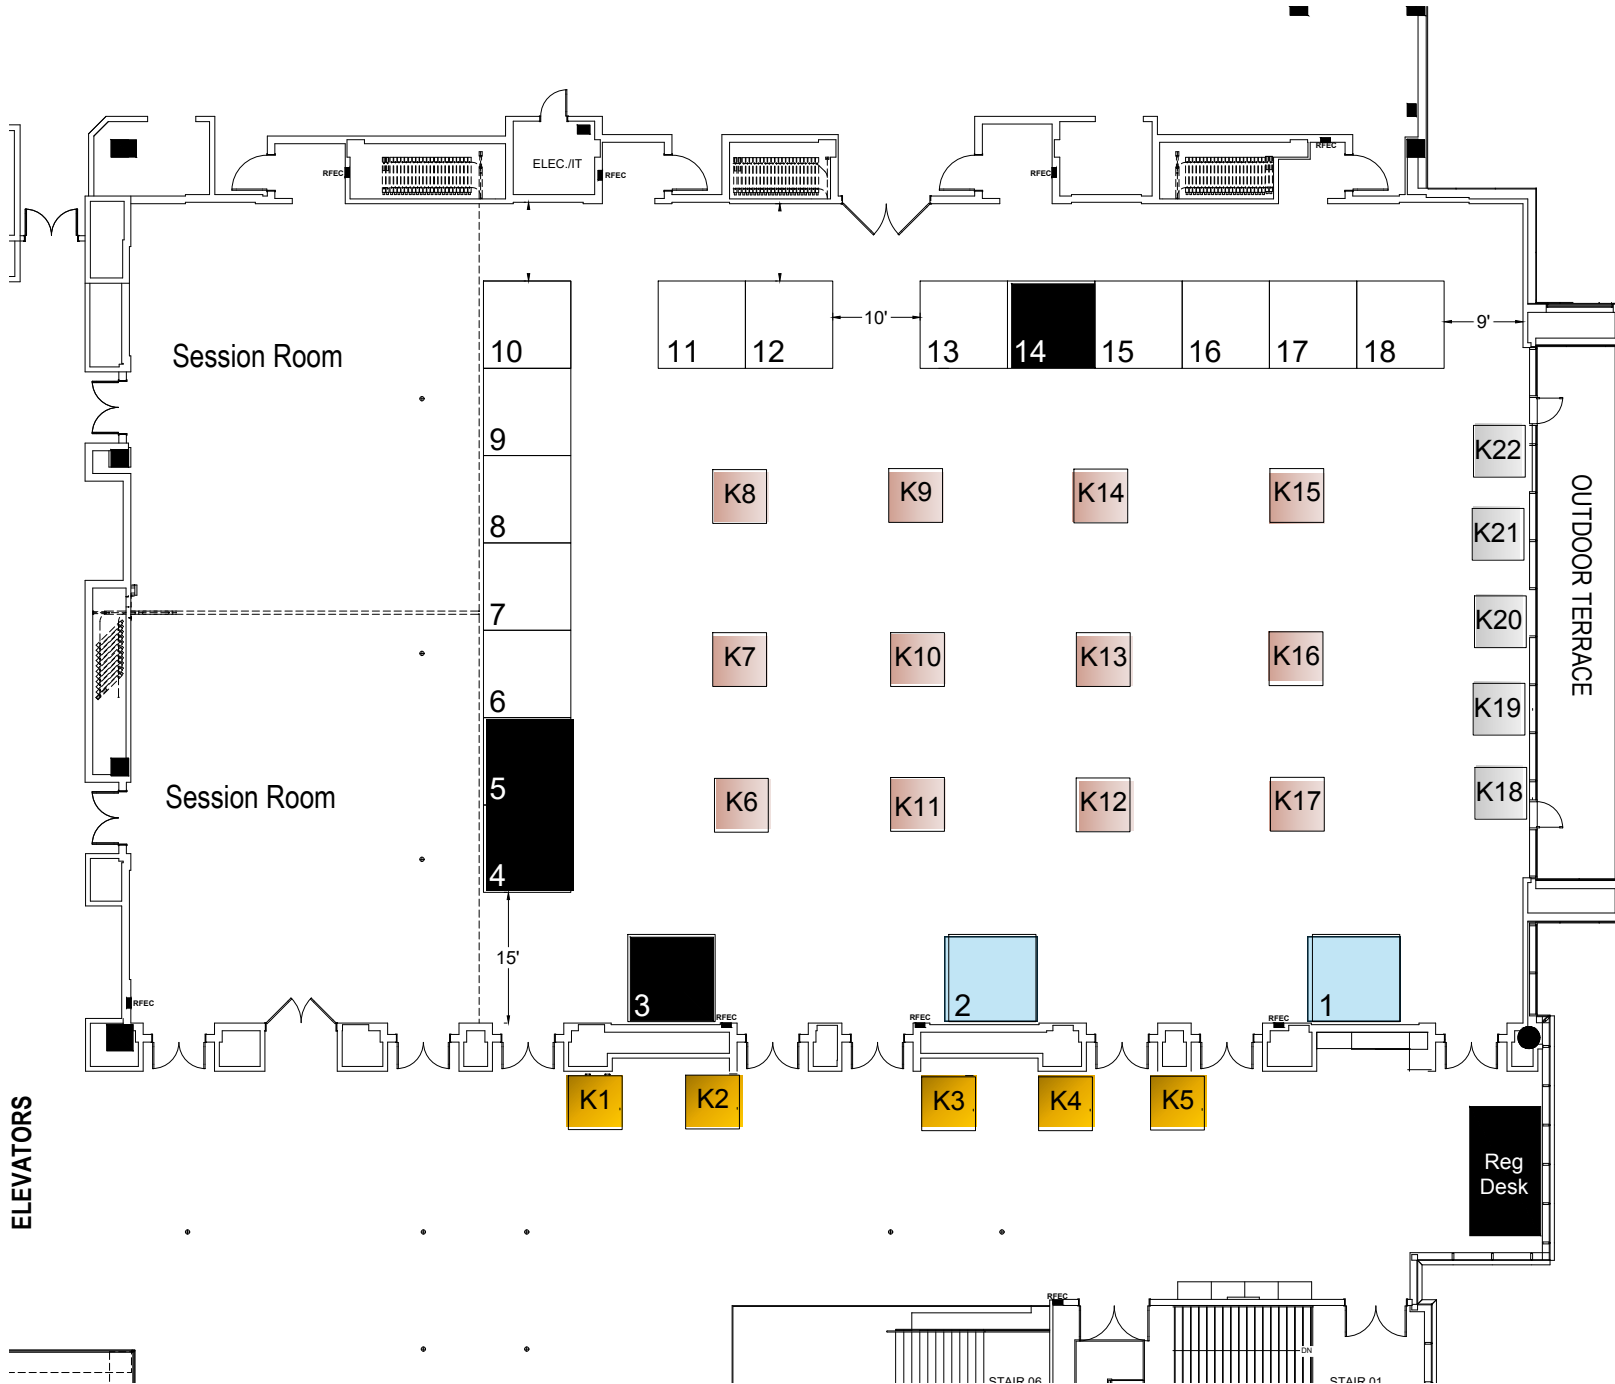 RFEC
ELEC./IT
RFEC
RFEC
RFEC
Session Room
10
11
12
10'
13
14
15
16
17
18
9'
9
K22
K8
K9
K14
K15
8
K21
OUTDOOR TERRACE
7
K20
K7
K10
K13
K16
6
K19
Session Room
5
K6
K11
K12
K17
K18
4
15'
RFEC
3
RFEC
RFEC
2
RFEC
1
K1
K2
K3
K4
K5
ELEVATORS
Reg
Desk
RFEC
DN
STAIR 06
STAIR 01